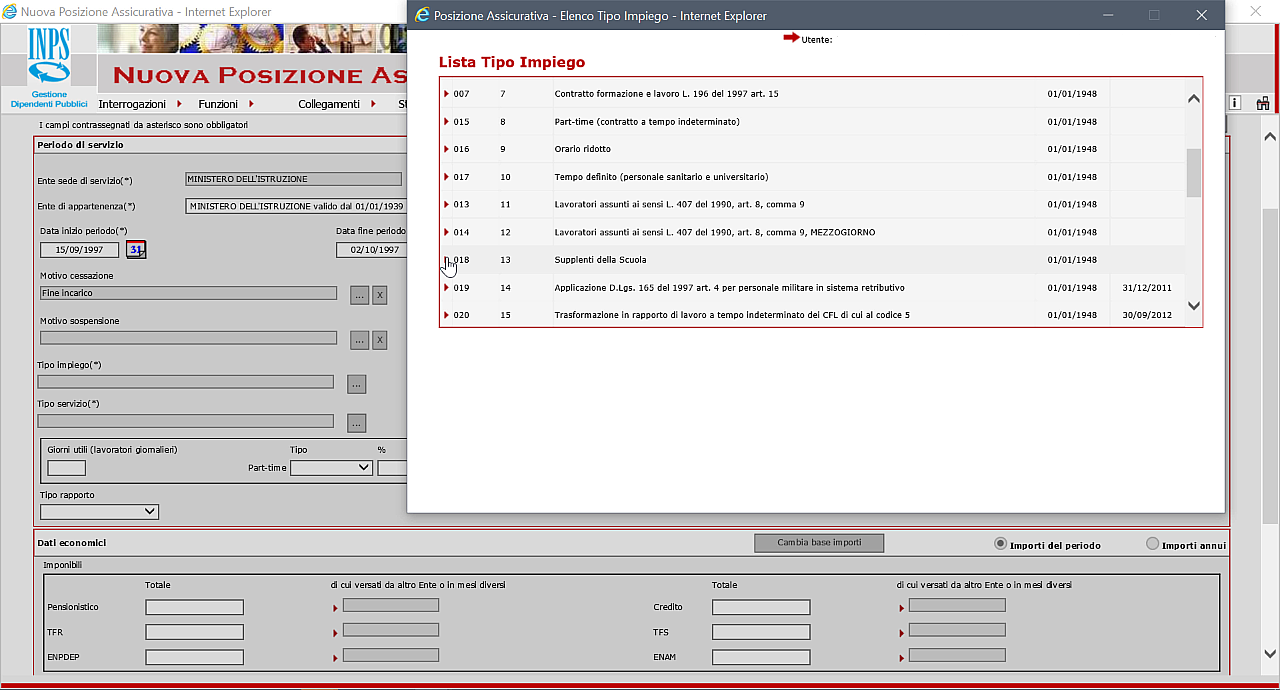 Nuova Posizione Assicurativa - Internet Explorer
Posizione Assicurativa - Elenco Tipo Impiego - Internet Explorer
INPS
Gestione
Dipendenti Pubblici
NUOVA POSIZIONE AS
Interrogazioni
Funzioni
Collegamenti
S
I campi contrassegnati da asterisco sono obbligatori
Periodo di servizio
Ente sede di servizio(*)
MINISTERO DELL'ISTRUZIONE
Ente di appartenenza(*)
MINISTERO DELL'ISTRUZIONE valido dal 01/01/1939
Data inizio periodo(*)
Data fine periodo
15/09/1997
31
02/10/1997
Motivo cessazione
Fine incarico
...
X
Motivo sospensione
...
X
Tipo impiego(*)
...
Tipo servizio(*)
...
Giorni utili (lavoratori giornalieri)
Tipo
%
Part-time
Tipo rapporto
Utente:
Lista Tipo Impiego
007 7 Contratto formazione e lavoro L. 196 del 1997 art. 15 01/01/1948
015 8 Part-time (contratto a tempo indeterminato) 01/01/1948
016 9 Orario ridotto 01/01/1948
017 10 Tempo definito (personale sanitario e universitario) 01/01/1948
013 11 Lavoratori assunti ai sensi L. 407 del 1990, art. 8, comma 9 01/01/1948
014 12 Lavoratori assunti ai sensi L. 407 del 1990, art. 8, comma 9, MEZZOGIORNO 01/01/1948
018 13 Supplenti della Scuola 01/01/1948
019 14 Applicazione D.Lgs. 165 del 1997 art. 4 per personale militare in sistema retributivo 01/01/1948 31/12/2011
020 15 Trasformazione in rapporto di lavoro a tempo indeterminato dei CFL di cui al codice 5 01/01/1948 30/09/2012
i
Dati economici
Cambia base importi
Importi del periodo
Importi annui
Imponibili
Totale
di cui versati da altro Ente o in mesi diversi
Totale
di cui versati da altro Ente o in mesi diversi
Pensionistico
Credito
TFR
TFS
ENPDEP
ENAM